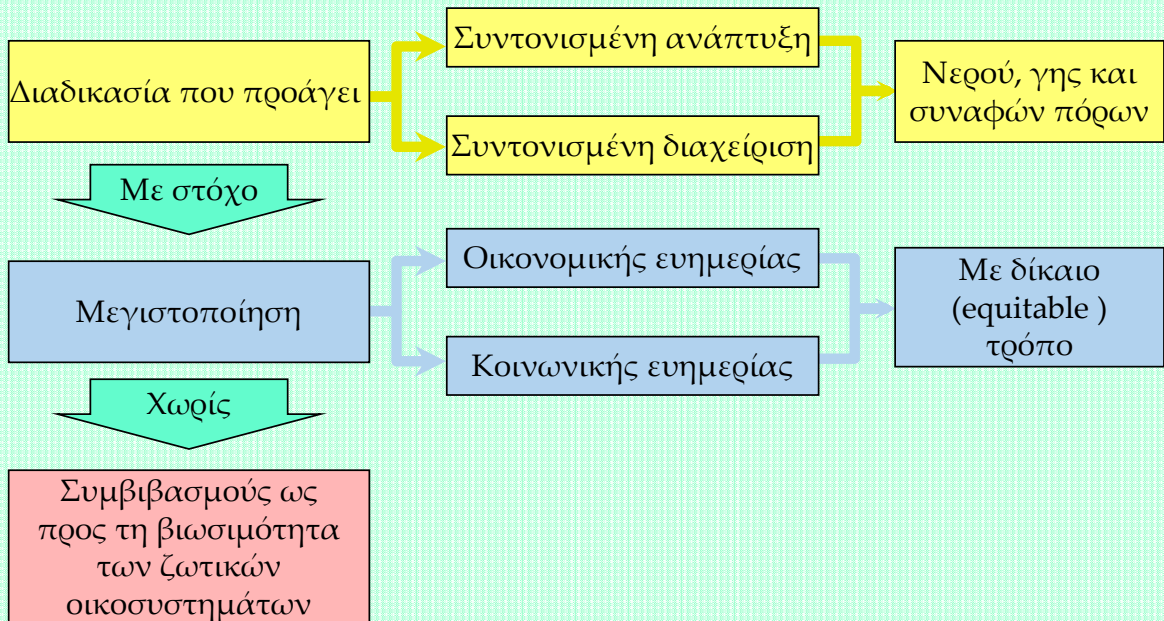 Διαδικασία που προάγει
Συντονισμένη ανάπτυξη
Συντονισμένη διαχείριση
Νερού, γης και
συναφών πόρων
Με στόχο
Μεγιστοποίηση
Οικονομικής ευημερίας
Κοινωνικής ευημερίας
Με δίκαιο
(equitable )
τρόπο
Χωρίς
Συμβιβασμούς ως
προς τη βιωσιμότητα
των ζωτικών
οικοσυστημάτων